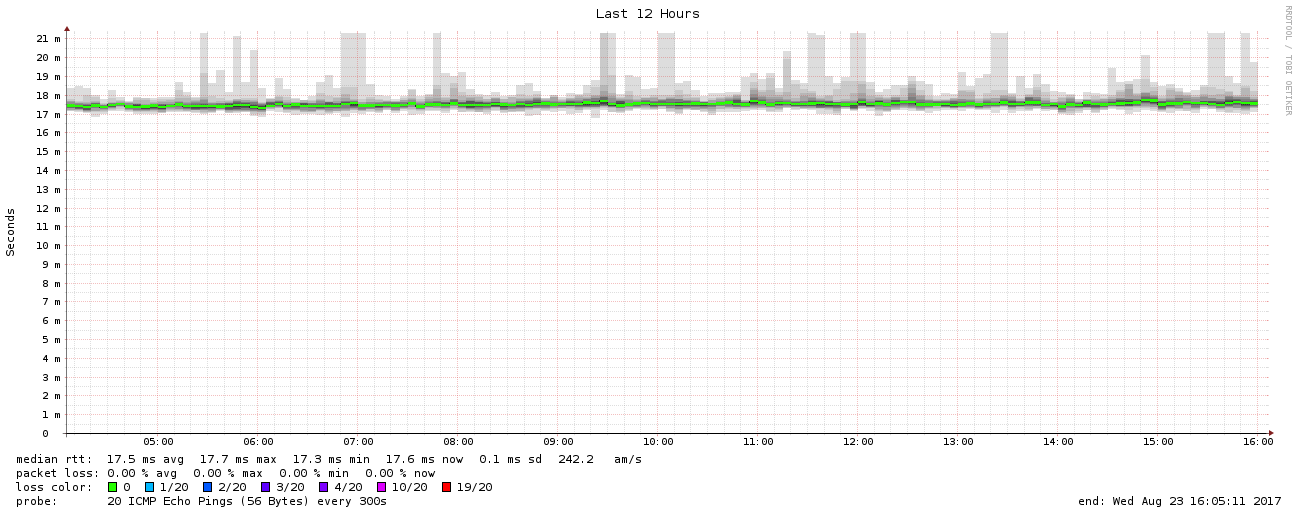 Last 12 Hours
RRDTOOL / TOBI OETIKER
Seconds
21 m
20 m
19 m
18 m
17 m
16 m
15 m
14 m
13 m
12 m
11 m
10 m
9 m
8 m
7 m
6 m
5 m
4 m
3 m
2 m
1 m
0
05:00 06:00 07:00 08:00 09:00 10:00 11:00 12:00 13:00 14:00 15:00 16:00
median rtt: 17.5 ms avg 17.7 ms max 17.3 ms min 17.6 ms now 0.1 ms sd 242.2 am/s
packet loss: 0.00 % avg 0.00 % max 0.00 % min 0.00 % now
loss color: 0 1/20 2/20 3/20 4/20 10/20 19/20
probe: 20 ICMP Echo Pings (56 Bytes) every 300s end: Wed Aug 23 16:05:11 2017